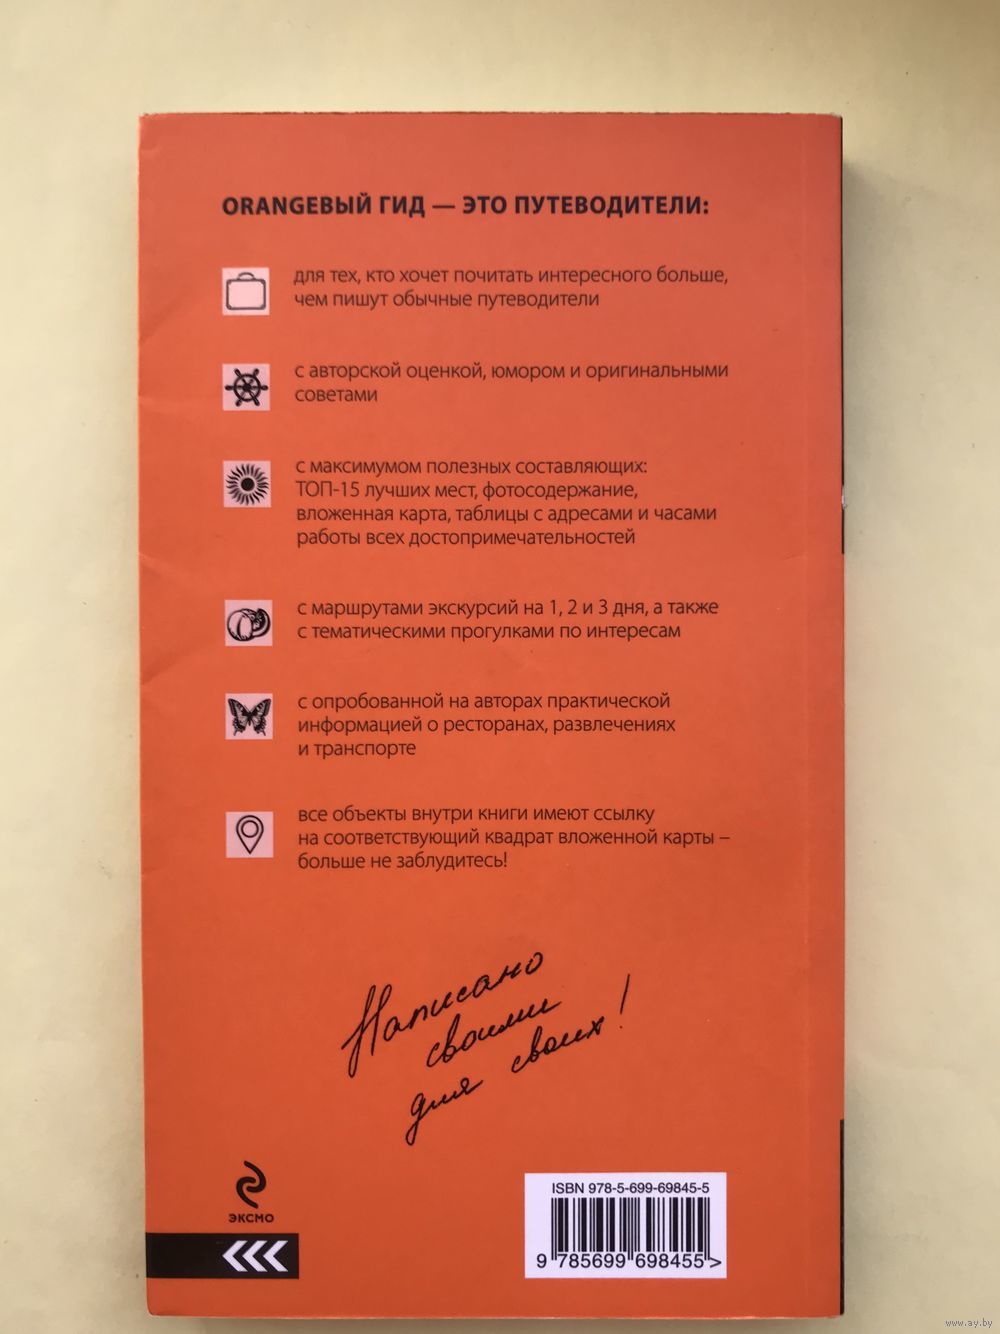 ORANGEВЫЙ ГИД — ЭТО ПУТЕВОДИТЕЛИ:
для тех, кто хочет почитать интересного больше,
чем пишут обычные путеводители
с авторской оценкой, юмором и оригинальными
советами
с максимумом полезных составляющих:
ТОП-15 лучших мест, фотосодержание,
вложенная карта, таблицы с адресами и часами
работы всех достопримечательностей
с маршрутами экскурсий на 1, 2 и 3 дня, а также
с тематическими прогулками по интересам
с опробованной на авторах практической
информацией о ресторанах, развлечениях
и транспорте
все объекты внутри книги имеют ссылку
на соответствующий квадрат вложенной карты –
больше не заблудитесь!
Написано
своими
для своих!
ЭКСМО
ISBN 978-5-699-69845-5
9 785699 698455 >
www.ay.by